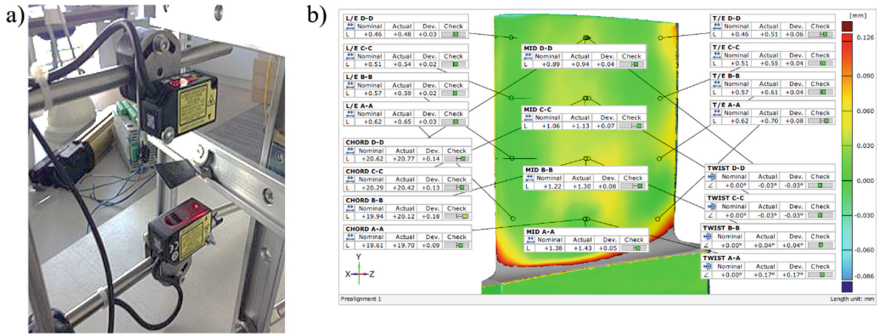 a)
b)
L/E D-D
Nominal Actual Dev. Check
L +0.46 +0.48 +0.03
L/E C-C
Nominal Actual Dev. Check
L +0.51 +0.54 +0.02
L/E B-B
Nominal Actual Dev. Check
L +0.57 +0.59 +0.02
L/E A-A
Nominal Actual Dev. Check
L +0.62 +0.65 +0.03
CHORD D-D
Nominal Actual Dev. Check
L +20.62 +20.77 +0.14
CHORD C-C
Nominal Actual Dev. Check
L +20.29 +20.42 +0.13
CHORD B-B
Nominal Actual Dev. Check
L +19.94 +20.12 +0.18
CHORD A-A
Nominal Actual Dev. Check
L +19.61 +19.70 +0.09
MID D-D
Nominal Actual Dev. Check
L +0.89 +0.94 +0.04
MID C-C
Nominal Actual Dev. Check
L +1.06 +1.13 +0.07
MID B-B
Nominal Actual Dev. Check
L +1.22 +1.30 +0.08
MID A-A
Nominal Actual Dev. Check
L +1.38 +1.43 +0.05
T/E D-D
Nominal Actual Dev. Check
L +0.46 +0.51 +0.06
T/E C-C
Nominal Actual Dev. Check
L +0.51 +0.55 +0.04
T/E B-B
Nominal Actual Dev. Check
L +0.57 +0.61 +0.04
T/E A-A
Nominal Actual Dev. Check
L +0.62 +0.70 +0.08
TWIST D-D
Nominal Actual Dev. Check
+0.00° -0.03° -0.03°
TWIST C-C
Nominal Actual Dev. Check
+0.00° -0.03° -0.03°
TWIST B-B
Nominal Actual Dev. Check
+0.00° +0.04° +0.04°
TWIST A-A
Nominal Actual Dev. Check
+0.00° +0.17° +0.17°
[mm]
0.126
0.090
0.060
0.030
0.000
-0.030
-0.060
-0.086
Y
X Z
Prealignment 1
Length unit: mm